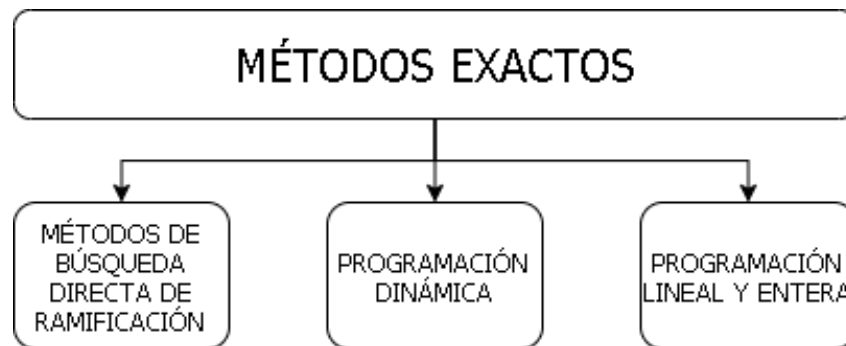 MÉTODOS EXACTOS
MÉTODOS DE
BÚSQUEDA
DIRECTA DE
RAMIFICACIÓN
PROGRAMACIÓN
DINÁMICA
PROGRAMACIÓN
LINEAL Y ENTERA